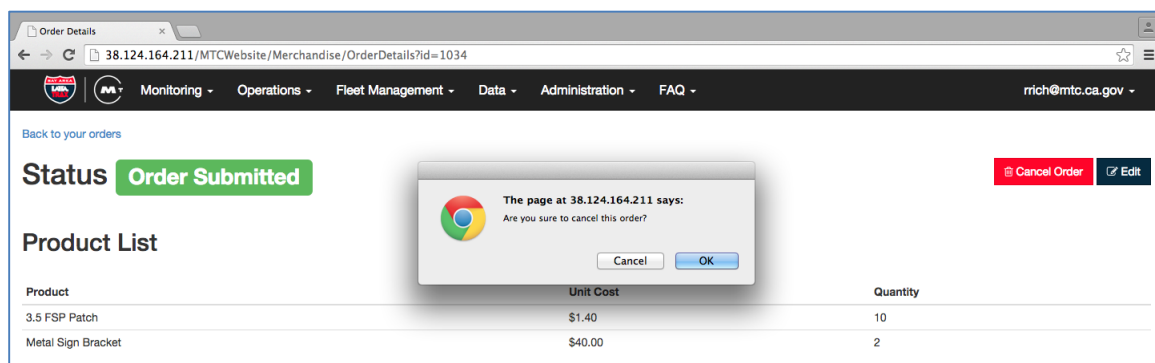 Order Details
38.124.164.211/MTCWebsite/Merchandise/OrderDetails?id=1034
Monitoring Operations Fleet Management Data Administration FAQ rrich@mtc.ca.gov
Back to your orders
Status Order Submitted
Cancel Order Edit
The page at 38.124.164.211 says:
Are you sure to cancel this order?
Cancel OK
Product List
Product Unit Cost Quantity
3.5 FSP Patch $1.40 10
Metal Sign Bracket $40.00 2